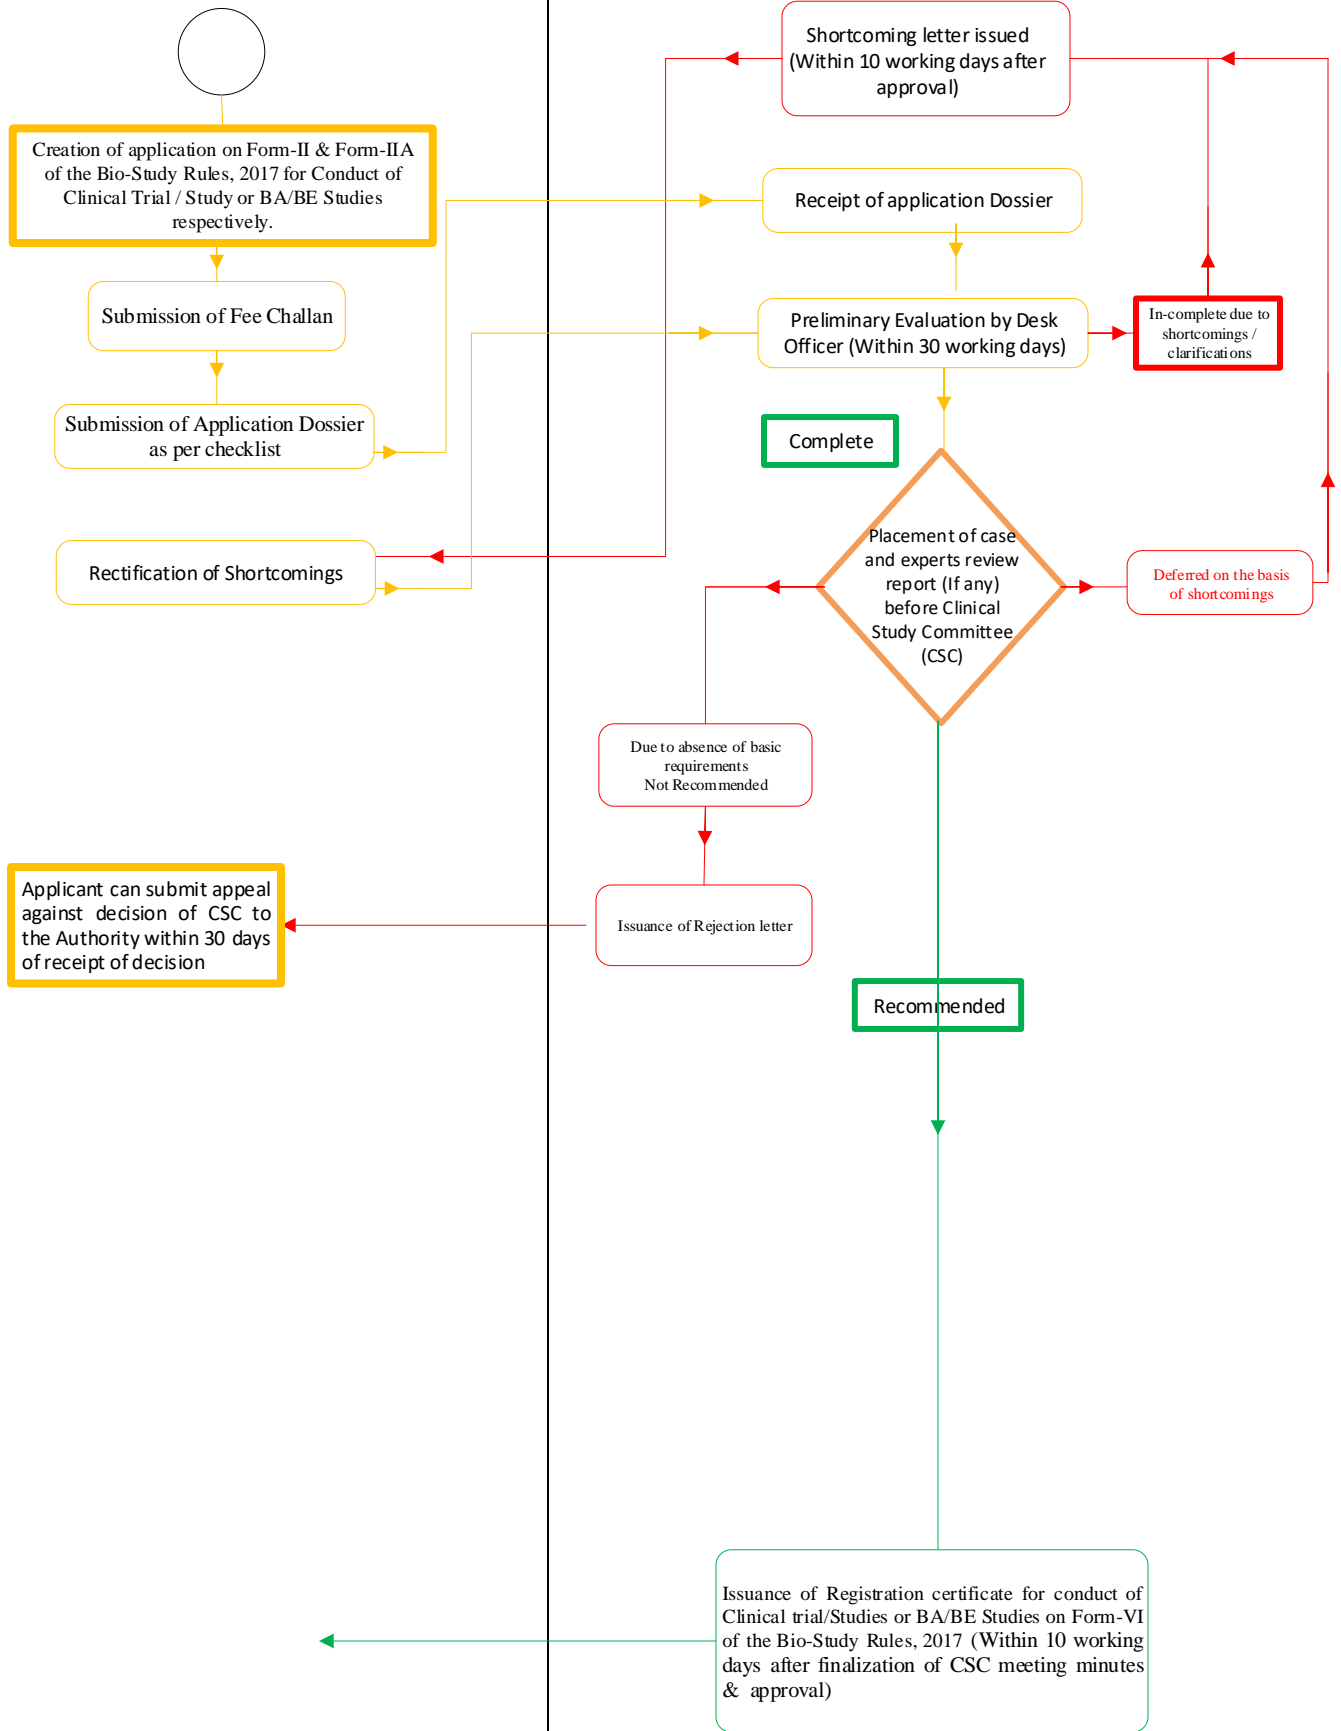 Creation of application on Form-II & Form-IIA
of the Bio-Study Rules, 2017 for Conduct of
Clinical Trial / Study or BA/BE Studies
respectively.
Submission of Fee Challan
Submission of Application Dossier
as per checklist
Rectification of Shortcomings
Applicant can submit appeal
against decision of CSC to
the Authority within 30 days
of receipt of decision
Shortcoming letter issued
(Within 10 working days after
approval)
Receipt of application Dossier
Preliminary Evaluation by Desk
Officer (Within 30 working days)
In-complete due to
shortcomings /
clarifications
Complete
Placement of case
and experts review
report (If any)
before Clinical
Study Committee
(CSC)
Deferred on the basis
of shortcomings
Due to absence of basic
requirements
Not Recommended
Issuance of Rejection letter
Recommended
Issuance of Registration certificate for conduct of
Clinical trial/Studies or BA/BE Studies on Form-VI
of the Bio-Study Rules, 2017 (Within 10 working
days after finalization of CSC meeting minutes
& approval)